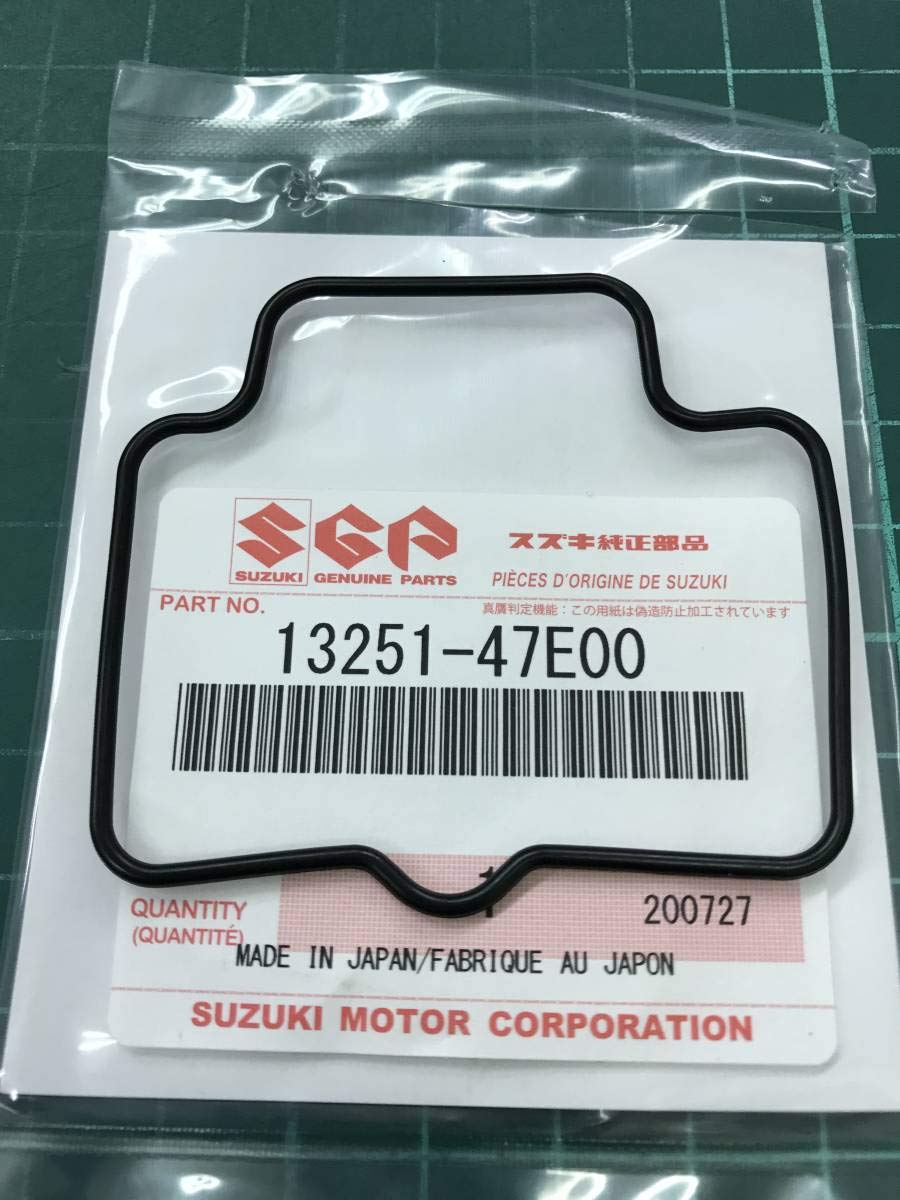 SGP スズキ純正部品
SUZUKI GENUINE PARTS PIÈCES D'ORIGINE DE SUZUKI
PART NO. 真贋判定機能：この用紙は偽造防止加工されています
13251-47E00
1
QUANTITY 200727
(QUANTITÉ)
MADE IN JAPAN/FABRIQUE AU JAPON
SUZUKI MOTOR CORPORATION